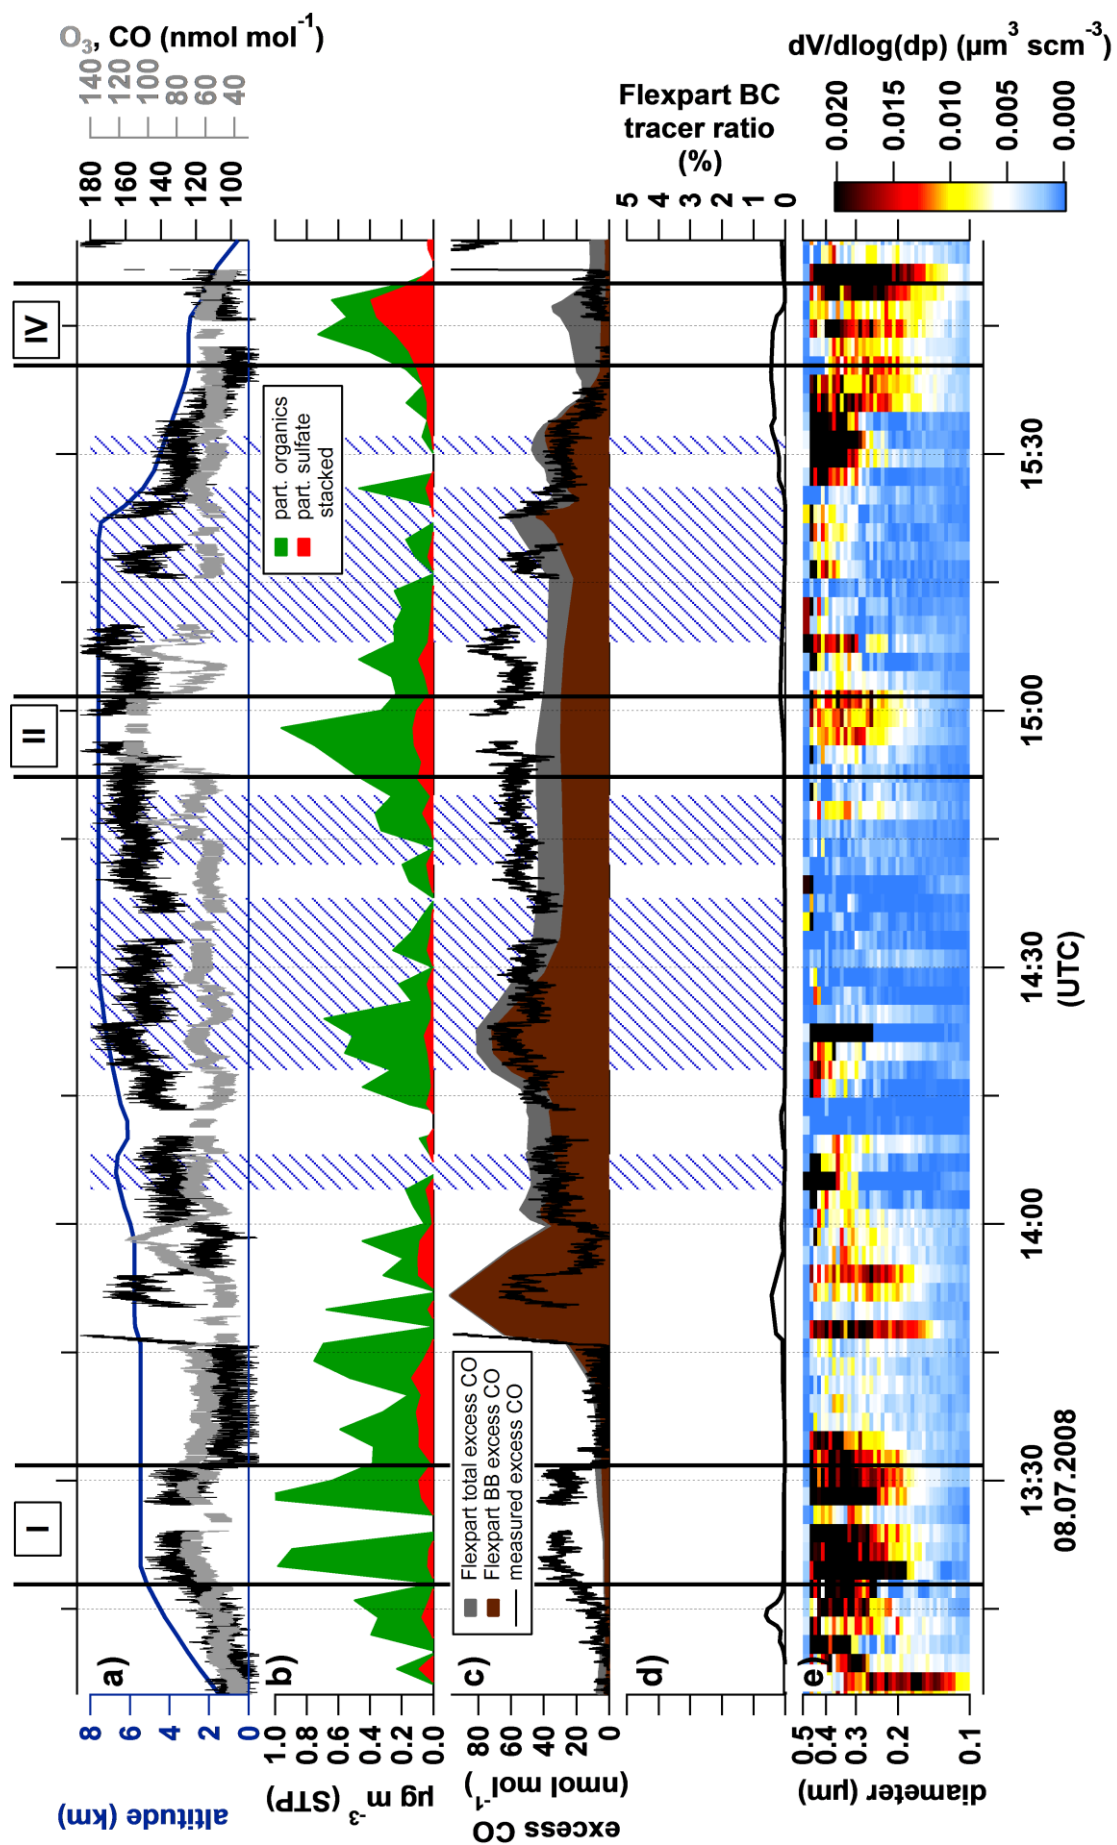 O3, CO (nmol mol-1)
I
II
IV
a)
altitude (km)
8
6
4
2
0
180
160
140
120
100
140
120
100
80
60
40
b)
µg m-3 (STP)
1.0
0.8
0.6
0.4
0.2
0.0
part. organics
part. sulfate
stacked
c)
excess CO
(nmol mol-1)
80
60
40
20
0
Flexpart total excess CO
Flexpart BB excess CO
measured excess CO
d)
Flexpart BC
tracer ratio
(%)
5
4
3
2
1
0
e)
diameter (µm)
0.5
0.4
0.3
0.2
0.1
dV/dlog(dp) (µm3 scm-3)
0.020
0.015
0.010
0.005
0.000
13:30
14:00
14:30
15:00
15:30
08.07.2008
(UTC)